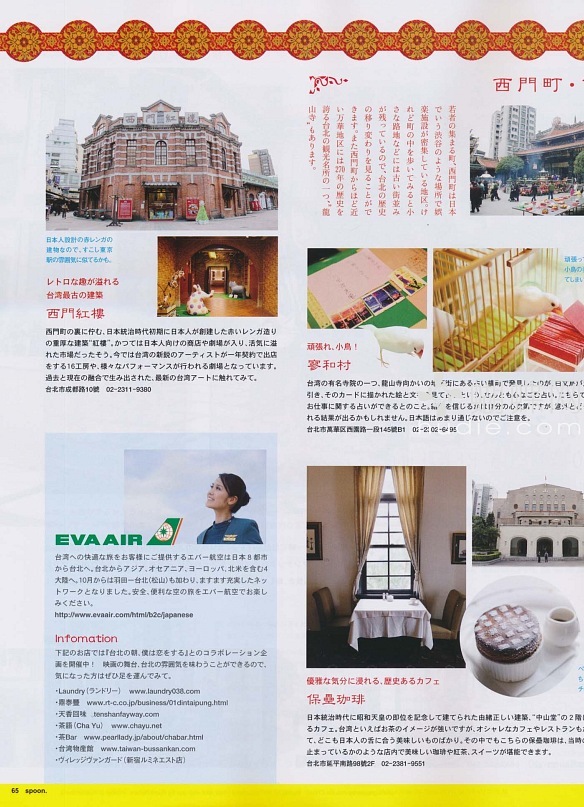 西門紅樓
日本人設計の赤レンガの
建物なので、すこし東京
駅の雰囲気に似てるかも。
レトロな趣が溢れる
台湾最古の建築
西門紅樓
西門町の裏に佇む、日本統治時代初期に日本人が創建した赤いレンガ造り
の重厚な建築“紅樓”。かつては日本人向けの商店や劇場が入り、活気に溢
れた市場だったそう。今では台湾の新鋭のアーティストが一年契約で出店
をする16工房や、様々なパフォーマンスが行われる劇場となっています。
過去と現在の融合で生み出された、最新の台湾アートに触れてみて。
台北市成都路10號 02-2311-9380
EVA AIR
台湾への快適な旅をお客様にご提供するエバー航空は日本8都市
から台北へ。台北からアジア、オセアニア、ヨーロッパ、北米を含む4
大陸へ。10月からは羽田―台北(松山)も加わり、ますます充実したネッ
トワークとなりました。安全、便利な空の旅をエバー航空でお楽し
みください。
http://www.evaair.com/html/b2c/japanese
Infomation
下記のお店では『台北の朝、僕は恋をする』とのコラボレーション企
画を開催中! 映画の舞台、台北の雰囲気を味わうことができるので、
気になった方はぜひ足を運んでみて。
・Laundry(ランドリー) www.laundry038.com
・鼎泰豐 www.rt-c.co.jp/business/01dintaipung.html
・天香回味 .tenshanfayway.com
・茶語(Cha Yu) www.chayu.net
・茶Bar www.pearllady.jp/about/chabar.html
・台湾物産館 www.taiwan-bussankan.com
・ヴィレッジヴァンガード(新宿ルミネエスト店)
西門町・
若者の集まる町、西門町は日本
でいう渋谷のような場所で娯
楽施設が密集している地区。け
れど町の中を歩いてみると小
さな路地などには古い街並み
が残っているので、台北の歴史
の移り変わりを見ることがで
きます。また西門町からほど近
い万華地区には270年の歴史を
誇る台北の観光名所の一つ、“龍
山寺”もあります。
頑張っ
小鳥の
てしまい
頑張れ、小鳥!
宴和村
台湾の有名寺院の一つ、龍山寺向かいの
引き、そのカードに描かれた絵と文
お仕事に関する占いができるとのこと。
れる結果が出るかもしれません。日本語はあまり通じないのでご注意を。
台北市萬華区西園路一段145號B1
優雅な気分に浸れる、歴史あるカフェ
保壘珈琲
日本統治時代に昭和天皇の即位を記念して建てられた由緒正しい建築、“中山堂”の2階に
るカフェ。台湾といえばお茶のイメージが強いですが、オシャレなカフェやレストランもた
て、どこも日本人の舌に合う美味しいものばかり。その中でもこちらの保壘珈琲は、当時の
止まっているかのような店内で美味しい珈琲や紅茶、スイーツが堪能できます。
台北市延平南路98號2F 02-2381-9551
65 spoon.